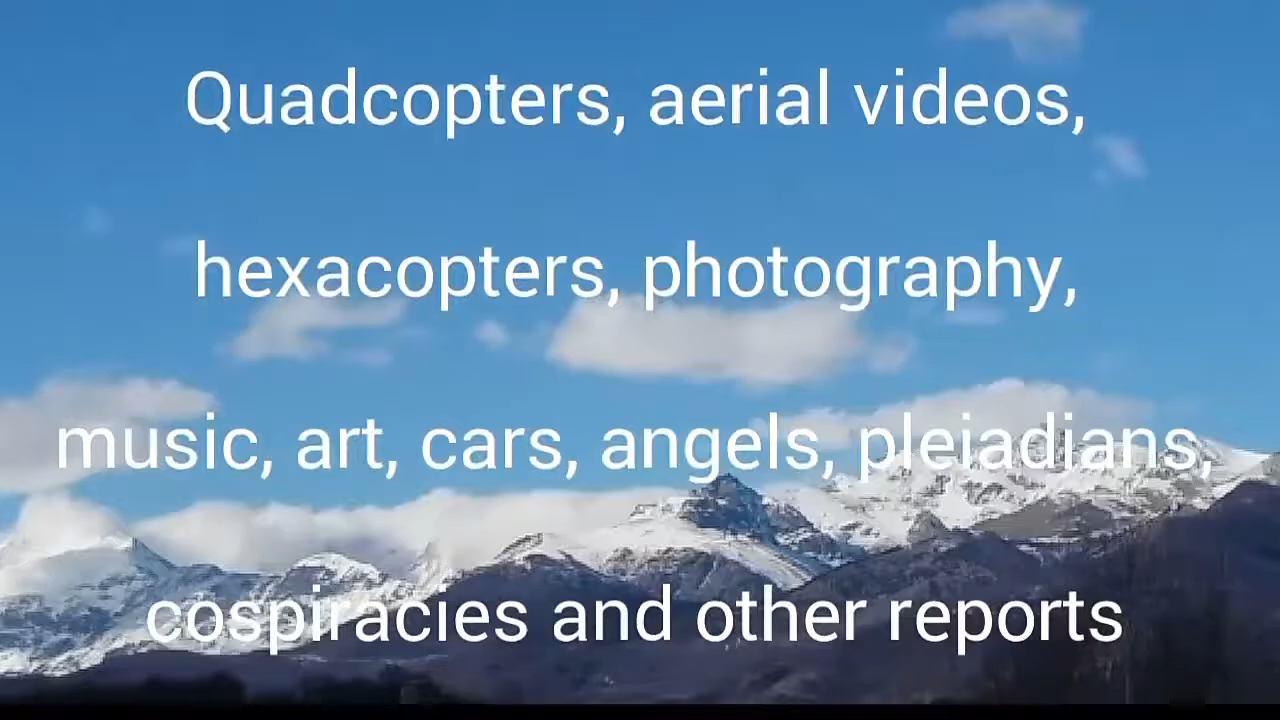 Quadcopters, aerial videos,
hexacopters, photography,
music, art, cars, angels, pleiadians,
cospiracies and other reports